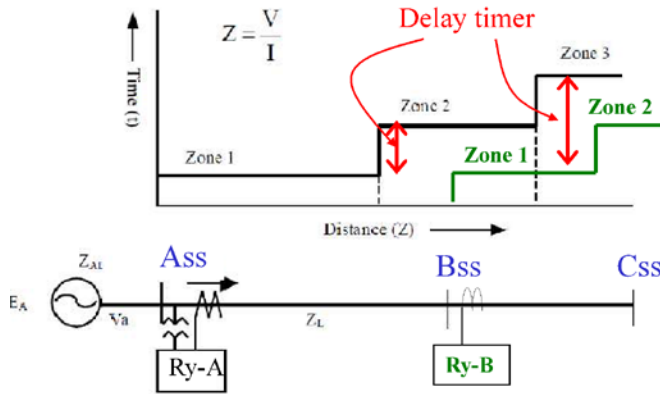 Delay timer
Z = V / I
Time (t)
Zone 3
Zone 2
Zone 2
Zone 1
Zone 1
Distance (Z)
Ass
Bss
Css
E_A
Va
Z_L
Ry-A
Ry-B